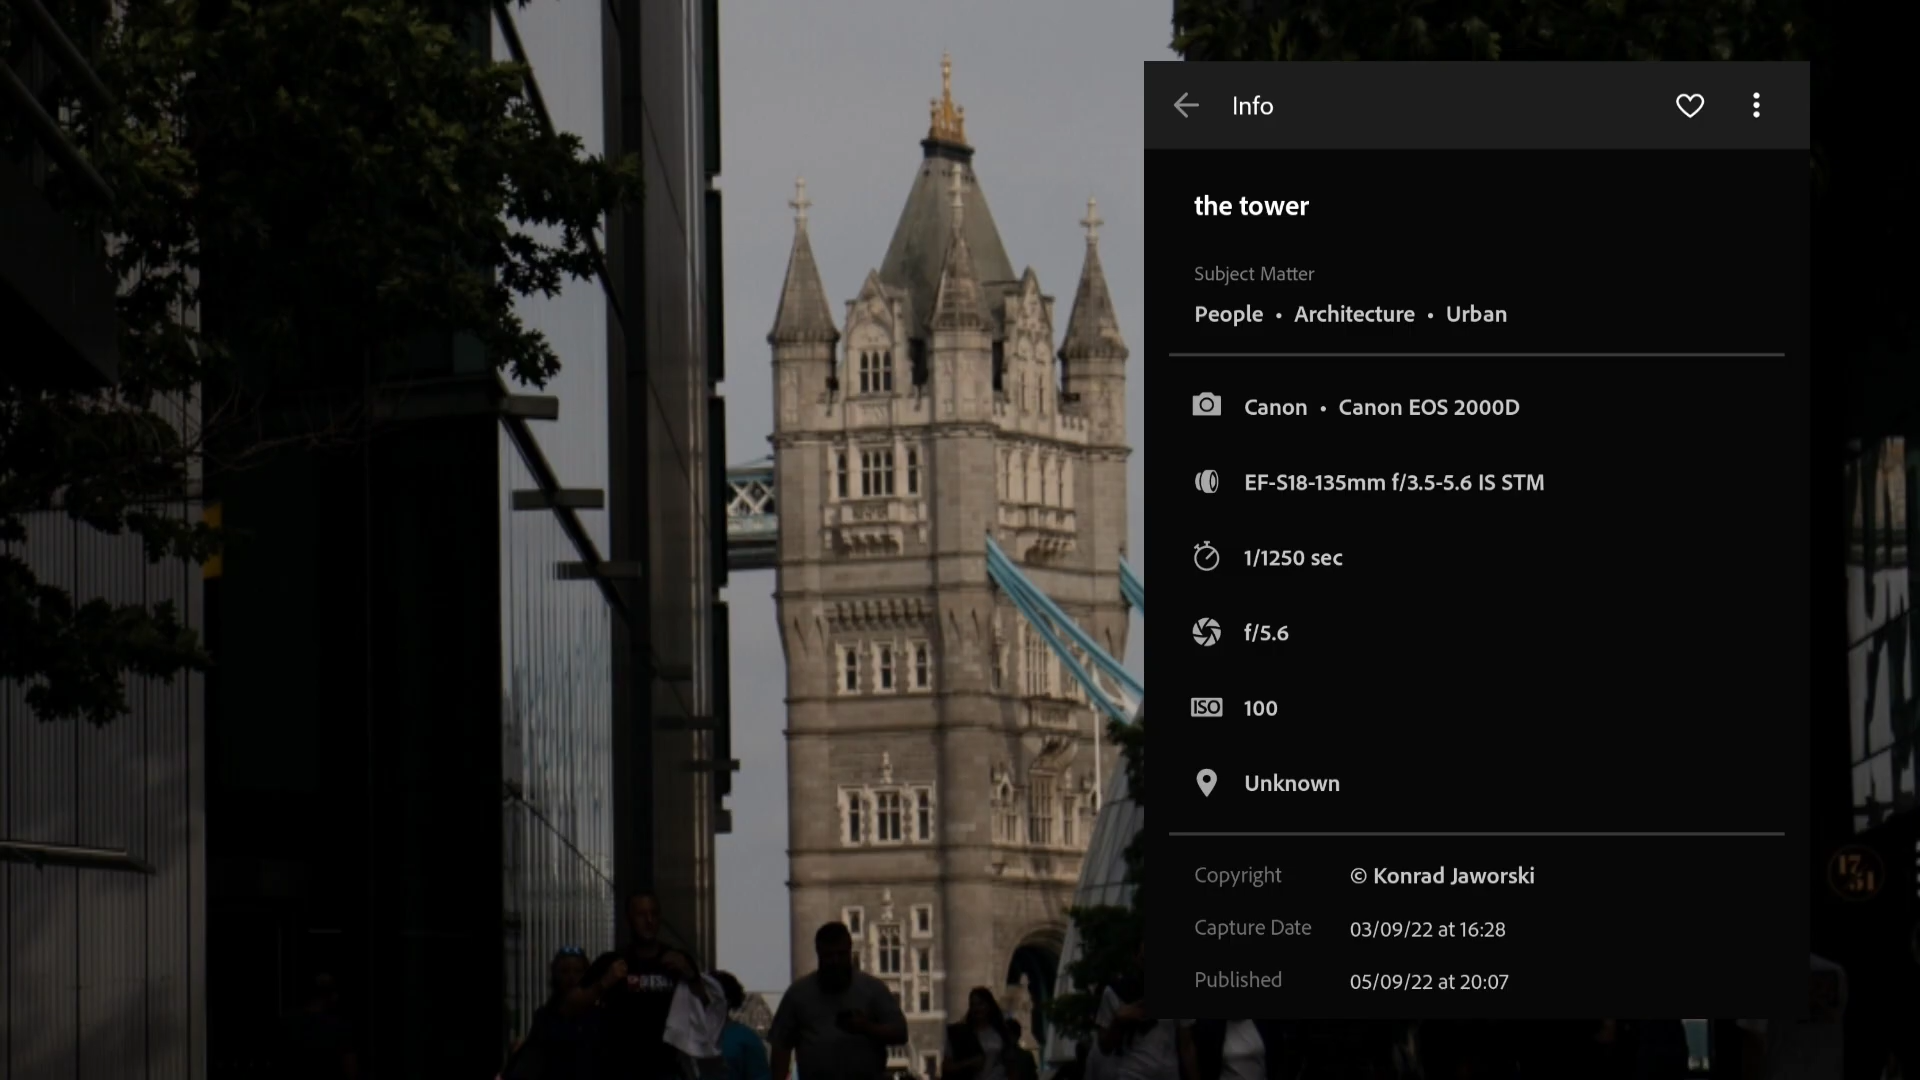 Info
the tower
Subject Matter
People • Architecture • Urban
Canon • Canon EOS 2000D
EF-S18-135mm f/3.5-5.6 IS STM
1/1250 sec
f/5.6
ISO 100
Unknown
Copyright © Konrad Jaworski
Capture Date 03/09/22 at 16:28
Published 05/09/22 at 20:07
17
51